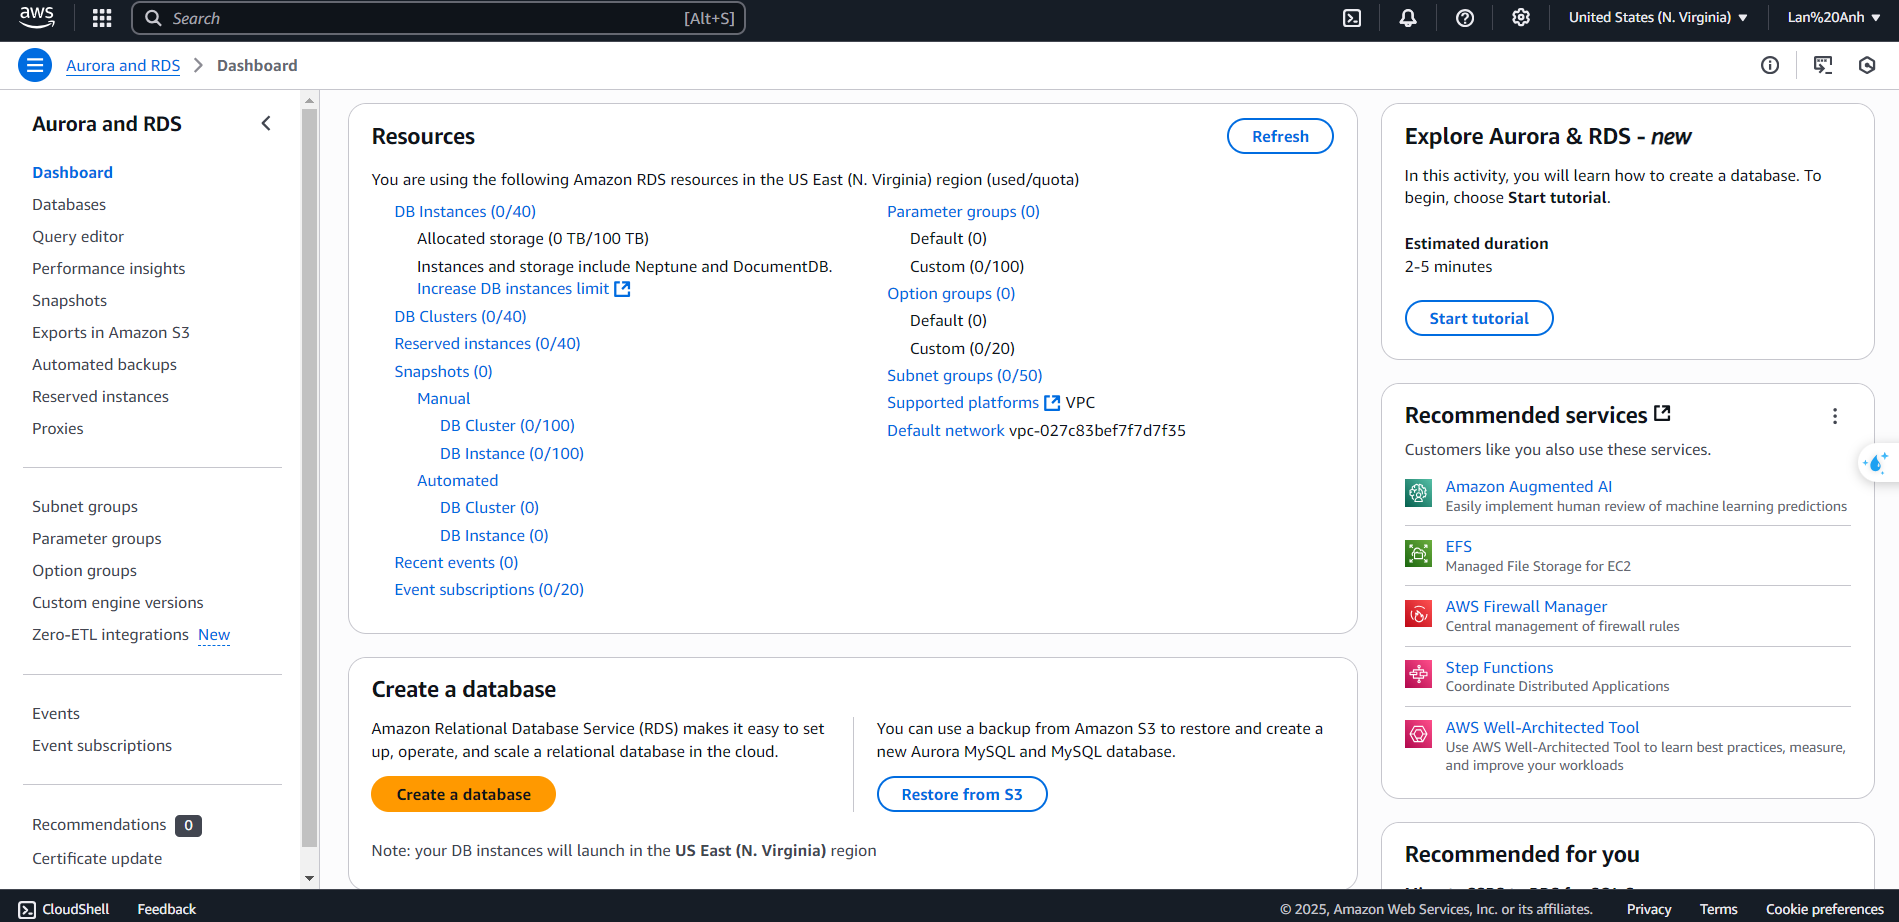 aws
Search
[Alt+S]
United States (N. Virginia)
Lan%20Anh
Aurora and RDS
Dashboard
Aurora and RDS
Dashboard
Databases
Query editor
Performance insights
Snapshots
Exports in Amazon S3
Automated backups
Reserved instances
Proxies
Subnet groups
Parameter groups
Option groups
Custom engine versions
Zero-ETL integrations New
Events
Event subscriptions
Recommendations 0
Certificate update
Resources
Refresh
You are using the following Amazon RDS resources in the US East (N. Virginia) region (used/quota)
DB Instances (0/40)
Allocated storage (0 TB/100 TB)
Instances and storage include Neptune and DocumentDB.
Increase DB instances limit
DB Clusters (0/40)
Reserved instances (0/40)
Snapshots (0)
Manual
DB Cluster (0/100)
DB Instance (0/100)
Automated
DB Cluster (0)
DB Instance (0)
Recent events (0)
Event subscriptions (0/20)
Parameter groups (0)
Default (0)
Custom (0/100)
Option groups (0)
Default (0)
Custom (0/20)
Subnet groups (0/50)
Supported platforms VPC
Default network vpc-027c83bef7f7d7f35
Create a database
Amazon Relational Database Service (RDS) makes it easy to set
up, operate, and scale a relational database in the cloud.
Create a database
You can use a backup from Amazon S3 to restore and create a
new Aurora MySQL and MySQL database.
Restore from S3
Note: your DB instances will launch in the US East (N. Virginia) region
Explore Aurora & RDS - new
In this activity, you will learn how to create a database. To
begin, choose Start tutorial.
Estimated duration
2-5 minutes
Start tutorial
Recommended services
Customers like you also use these services.
Amazon Augmented AI
Easily implement human review of machine learning predictions
EFS
Managed File Storage for EC2
AWS Firewall Manager
Central management of firewall rules
Step Functions
Coordinate Distributed Applications
AWS Well-Architected Tool
Use AWS Well-Architected Tool to learn best practices, measure,
and improve your workloads
Recommended for you
CloudShell
Feedback
© 2025, Amazon Web Services, Inc. or its affiliates.
Privacy
Terms
Cookie preferences